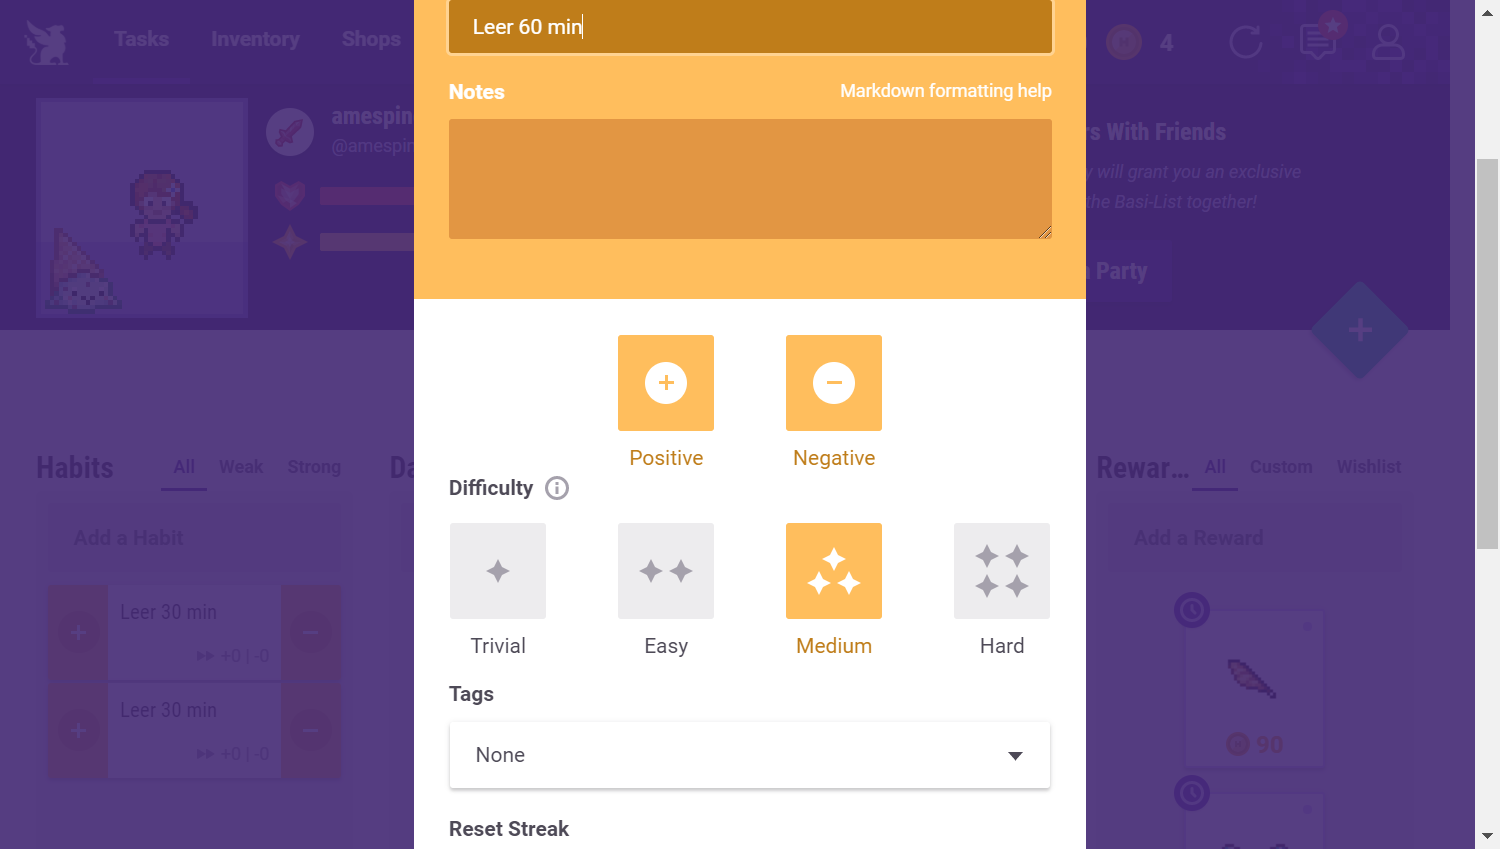 Leer 60 min
Tasks
Inventory
Shops
4
Notes
Markdown formatting help
amespin
@amespin
rs With Friends
y will grant you an exclusive
the Basi-List together!
a Party
Positive
Negative
Difficulty
Trivial
Easy
Medium
Hard
Tags
None
Reset Streak
Habits
All
Weak
Strong
Da
Add a Habit
Leer 30 min
+0 | -0
Leer 30 min
+0 | -0
Rewar...
All
Custom
Wishlist
Add a Reward
90